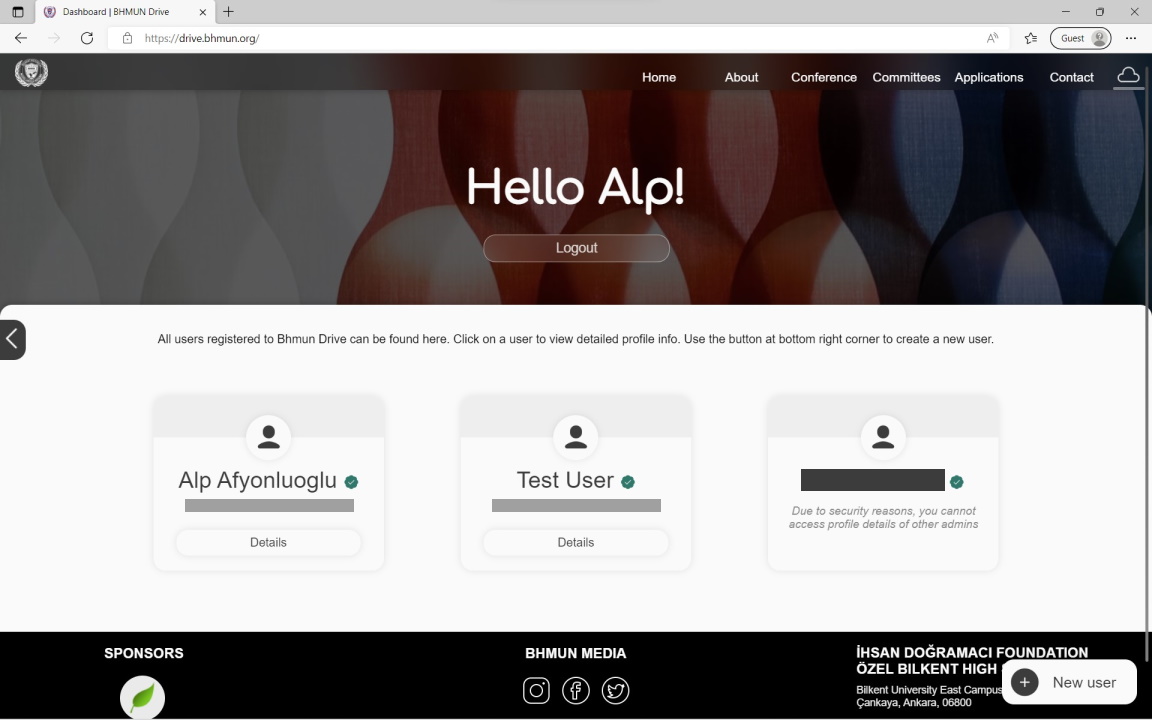 Dashboard | BHMUN Drive
https://drive.bhmun.org/
Guest
Home
About
Conference
Committees
Applications
Contact
Hello Alp!
Logout
All users registered to Bhmun Drive can be found here. Click on a user to view detailed profile info. Use the button at bottom right corner to create a new user.
Alp Afyonluoglu
Details
Test User
Details
Due to security reasons, you cannot
access profile details of other admins
SPONSORS
BHMUN MEDIA
İHSAN DOĞRAMACI FOUNDATION
ÖZEL BILKENT HIGH
Bilkent University East Campus
Çankaya, Ankara, 06800
New user